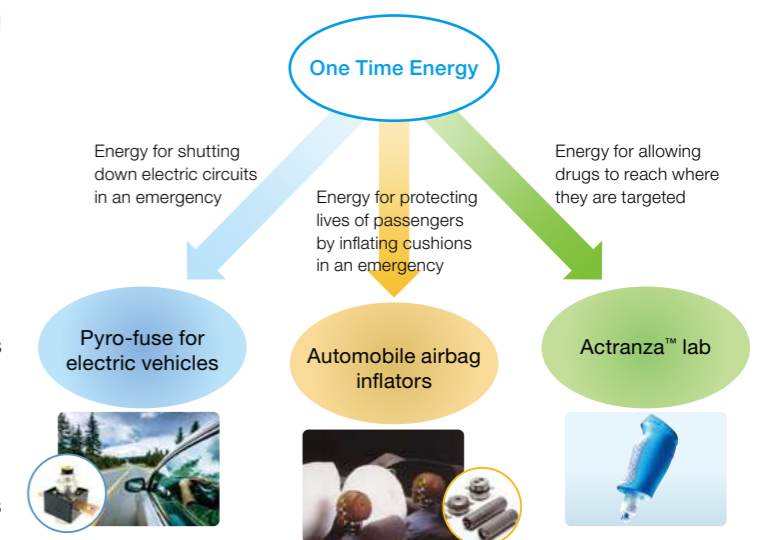 One Time Energy
Energy for shutting
down electric circuits
in an emergency
Energy for protecting
lives of passengers
by inflating cushions
in an emergency
Energy for allowing
drugs to reach where
they are targeted
Pyro-fuse for
electric vehicles
Automobile airbag
inflators
Actranza™ lab